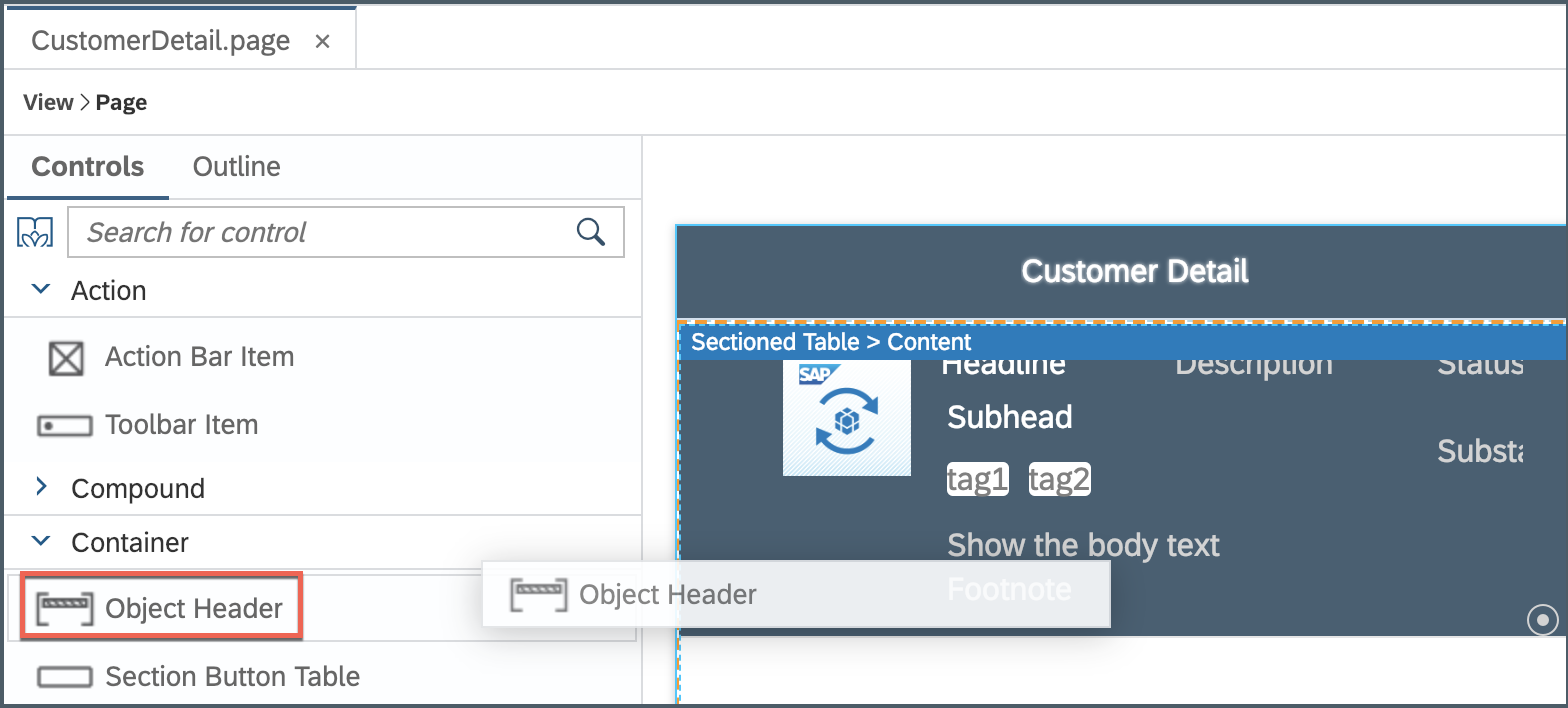 CustomerDetail.page ×
View > Page
Controls Outline
Search for control
Action
Action Bar Item
Toolbar Item
Compound
Container
Object Header
Section Button Table
Customer Detail
Sectioned Table > Content
SAP
Headline Description Status
Subhead
Substa
tag1 tag2
Show the body text
Footnote
Object Header